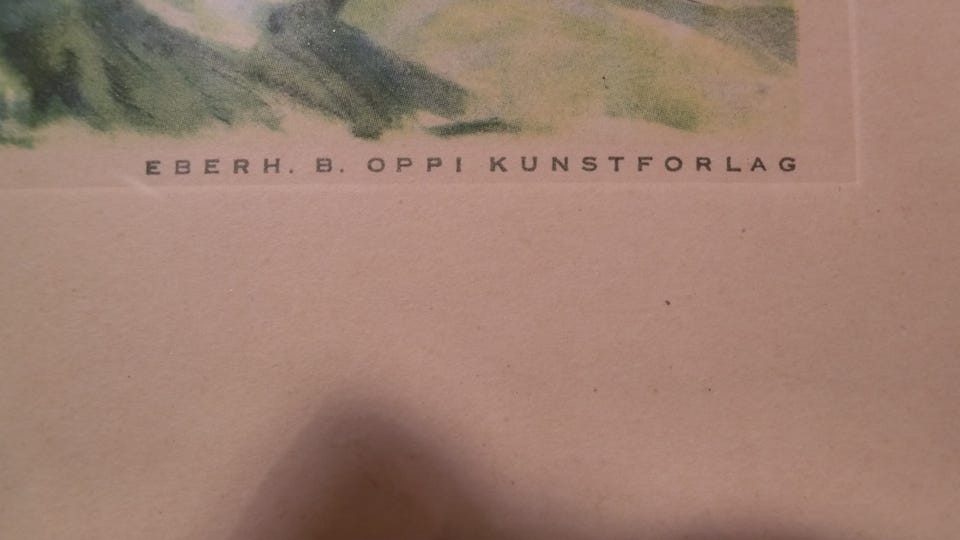 EBERH. B. OPPI KUNSTFORLAG